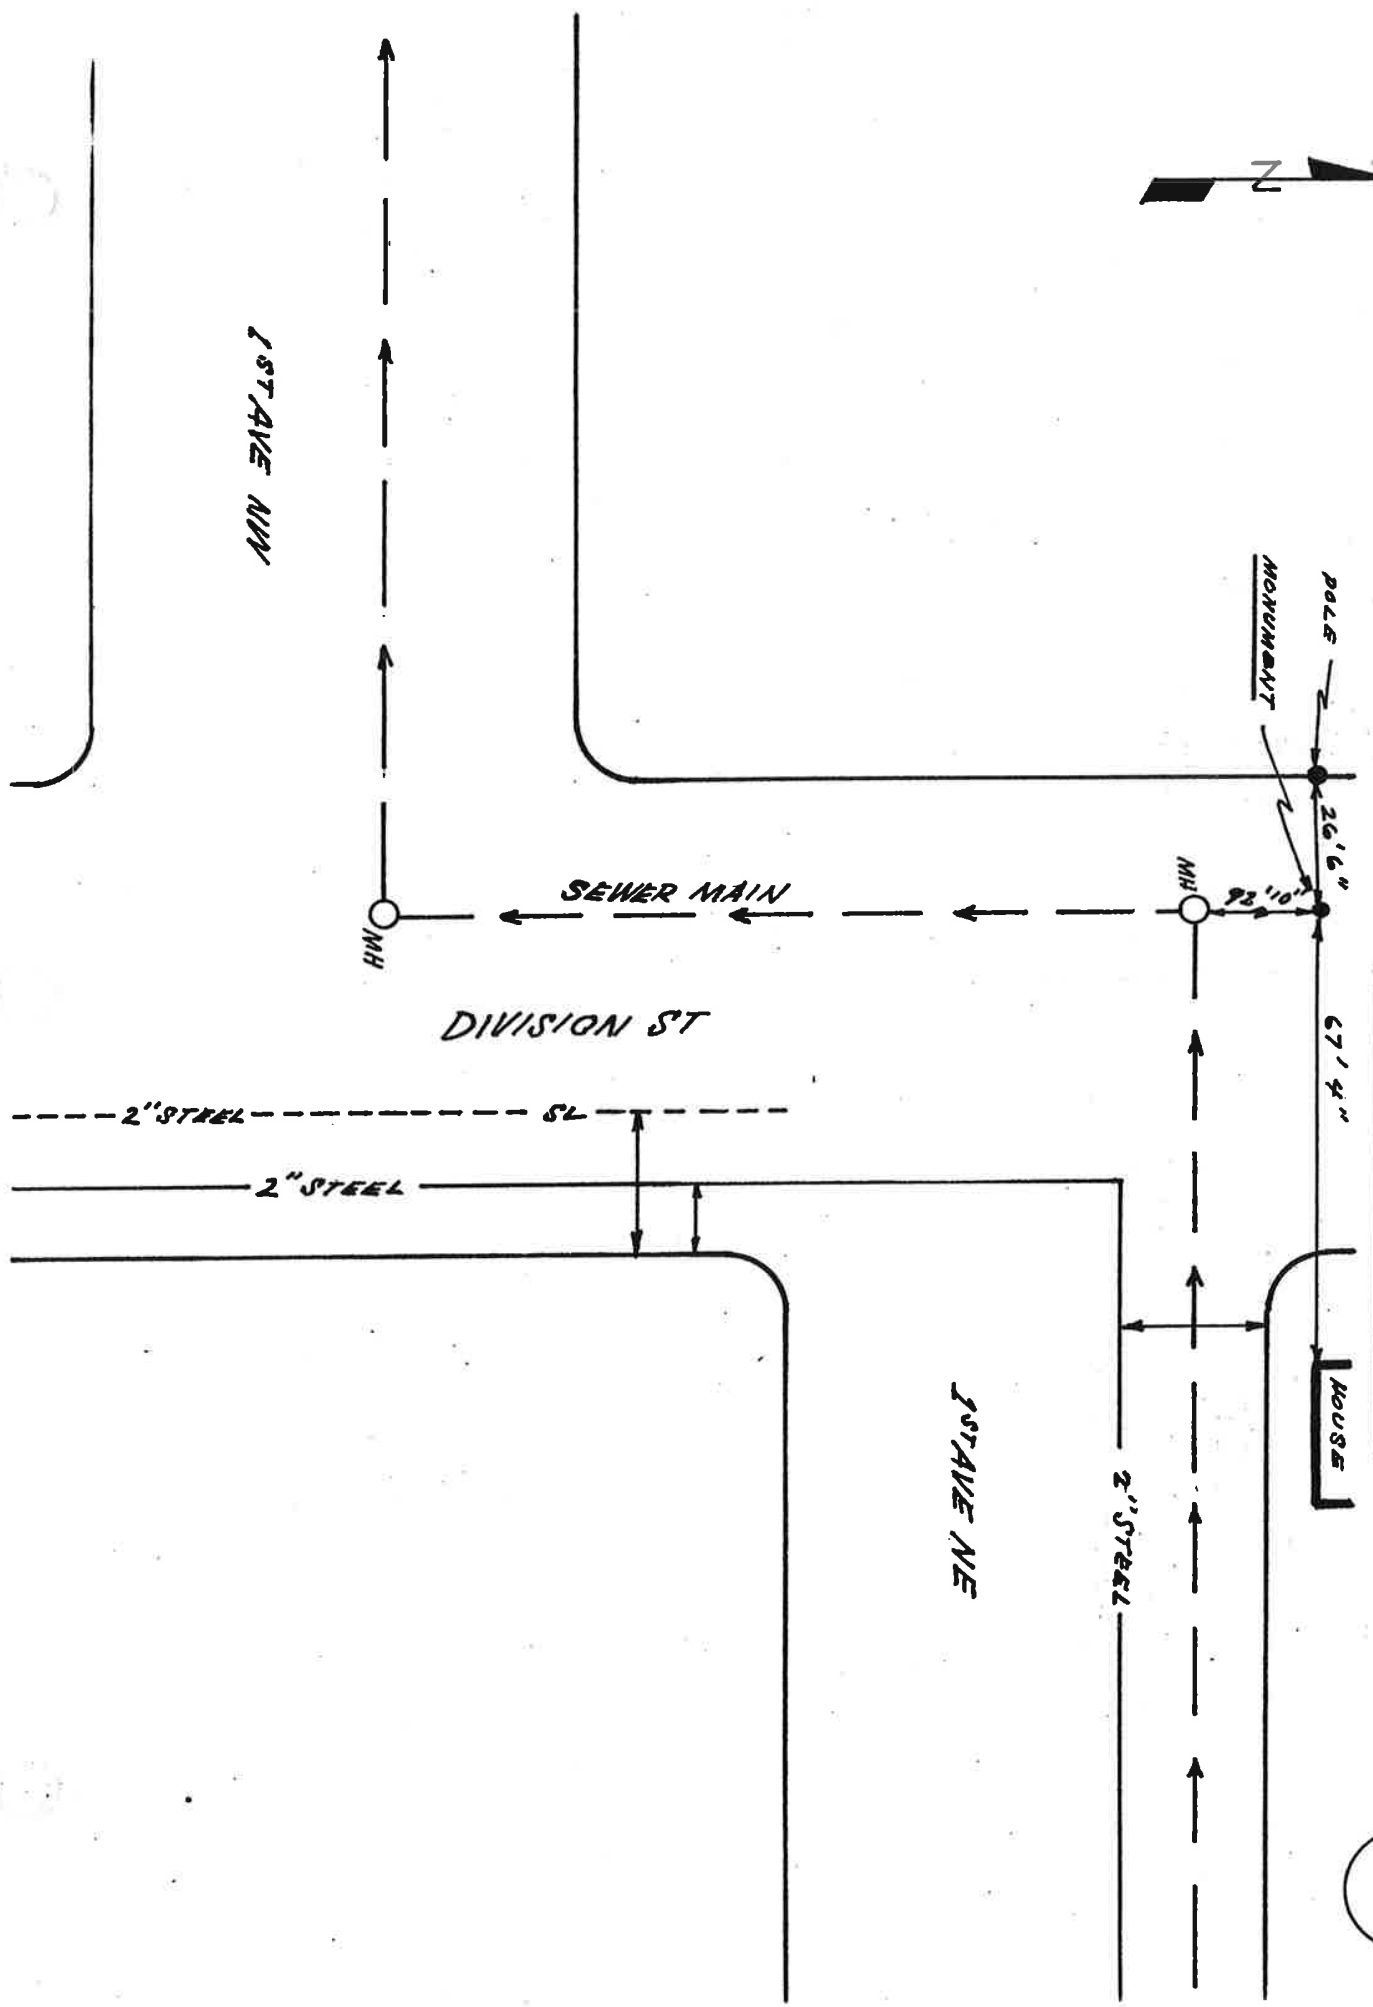 N
1ST AVE NW
POLE
MONUMENT
26'6"
MH
92'10"
SEWER MAIN
MH
DIVISION ST
67'4"
2" STEEL
SL
2" STEEL
HOUSE
1ST AVE NE
2" STEEL